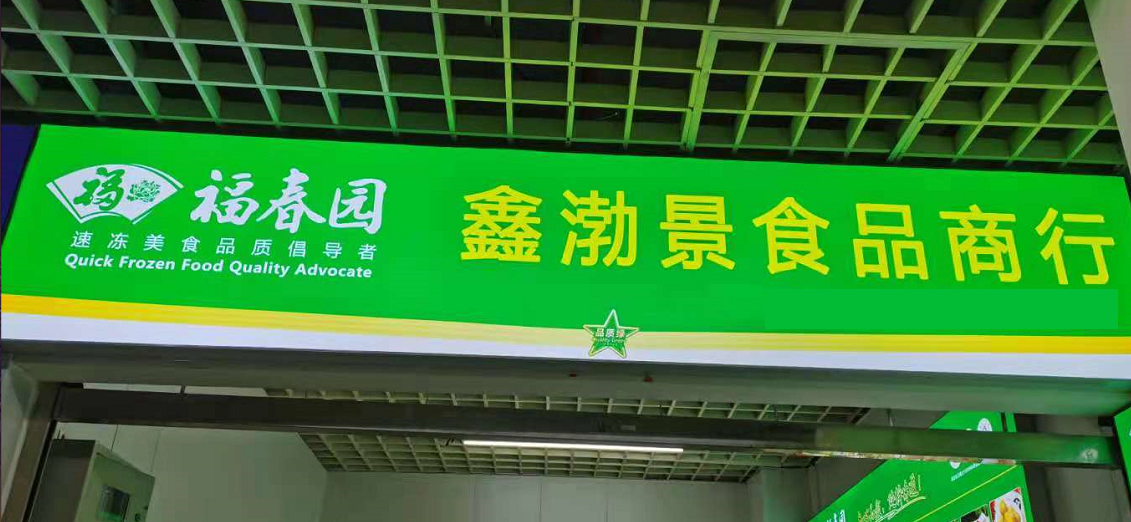 福
福春园
速冻美食品质倡导者
Quick Frozen Food Quality Advocate
鑫渤景食品商行
品质绿